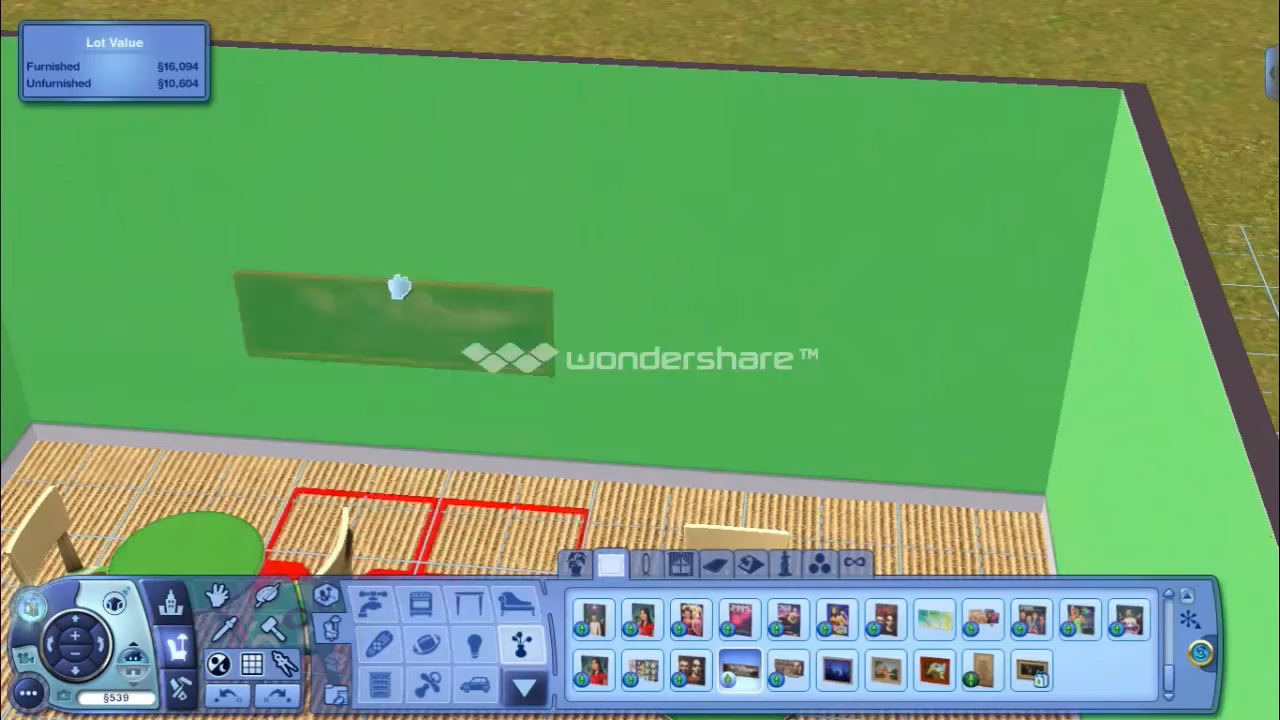 Lot Value
Furnished §16,094
Unfurnished §10,604
wondershare™
§539